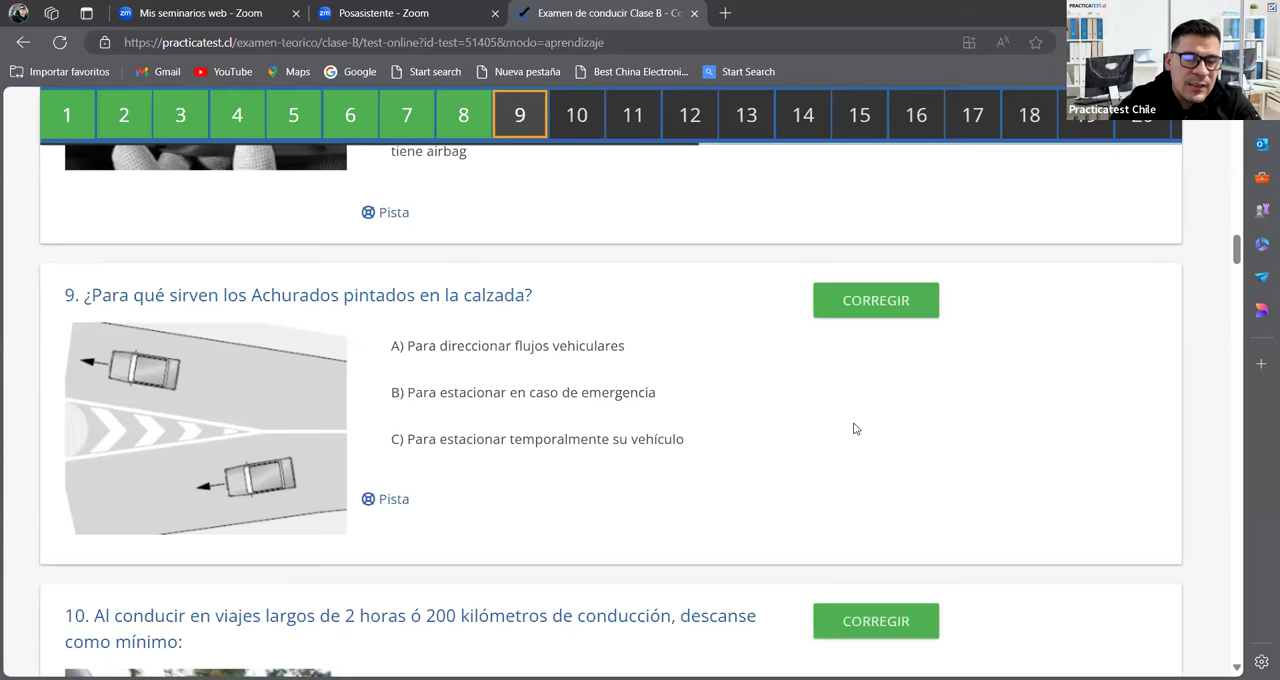 Mis seminarios web - Zoom
Posasistente - Zoom
Examen de conducir Clase B - Co
https://practicatest.cl/examen-teorico/clase-B/test-online?id-test=51405&modo=aprendizaje
Importar favoritos
Gmail
YouTube
Maps
Google
Start search
Nueva pestaña
Best China Electroni...
Start Search
PRACTICATEST.cl
Practicatest Chile
1 2 3 4 5 6 7 8 9 10 11 12 13 14 15 16 17 18
tiene airbag
Pista
9. ¿Para qué sirven los Achurados pintados en la calzada?
CORREGIR
A) Para direccionar flujos vehiculares
B) Para estacionar en caso de emergencia
C) Para estacionar temporalmente su vehículo
Pista
10. Al conducir en viajes largos de 2 horas ó 200 kilómetros de conducción, descanse
como mínimo:
CORREGIR